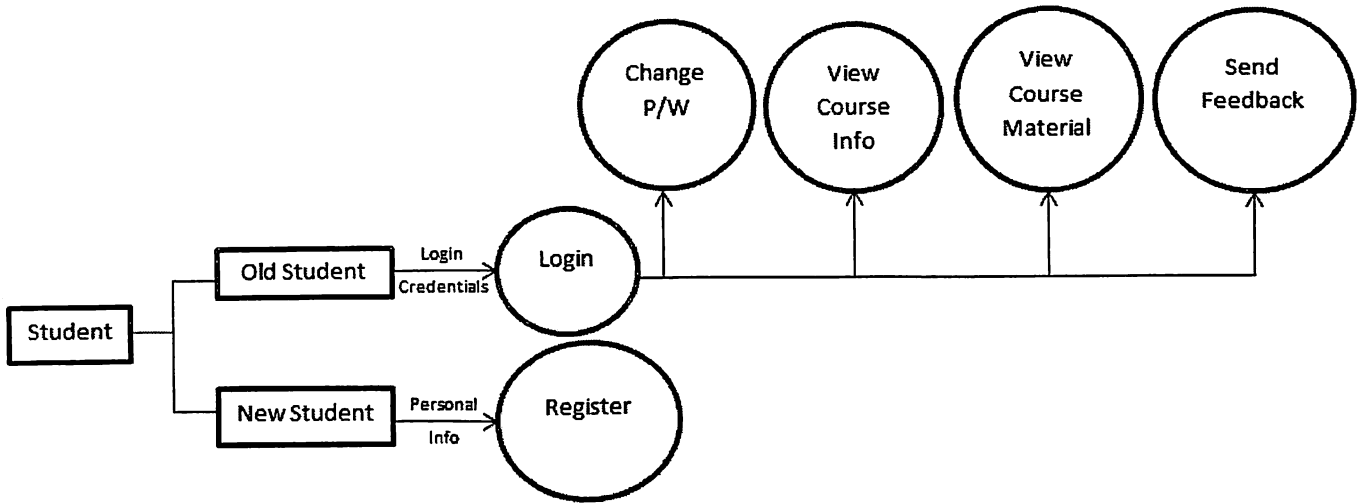 Change
P/W
View
Course
Info
View
Course
Material
Send
Feedback
Student
Old Student
Login
Credentials
Login
New Student
Personal
Info
Register